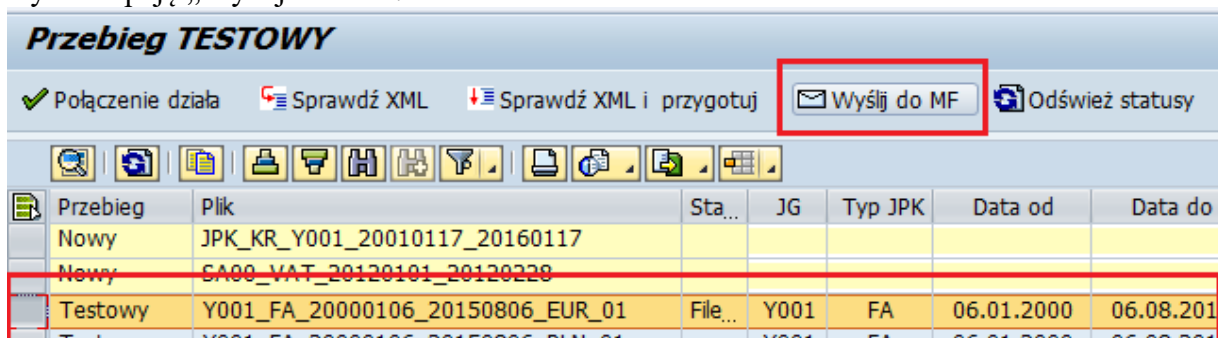 Przebieg TESTOWY
Połączenie działa Sprawdź XML Sprawdź XML i przygotuj Wyślij do MF Odśwież statusy
Przebieg Plik Sta... JG Typ JPK Data od Data do
Nowy JPK_KR_Y001_20010117_20160117
Nowy SA00_VAT_20120101_20120228
Testowy Y001_FA_20000106_20150806_EUR_01 File... Y001 FA 06.01.2000 06.08.201